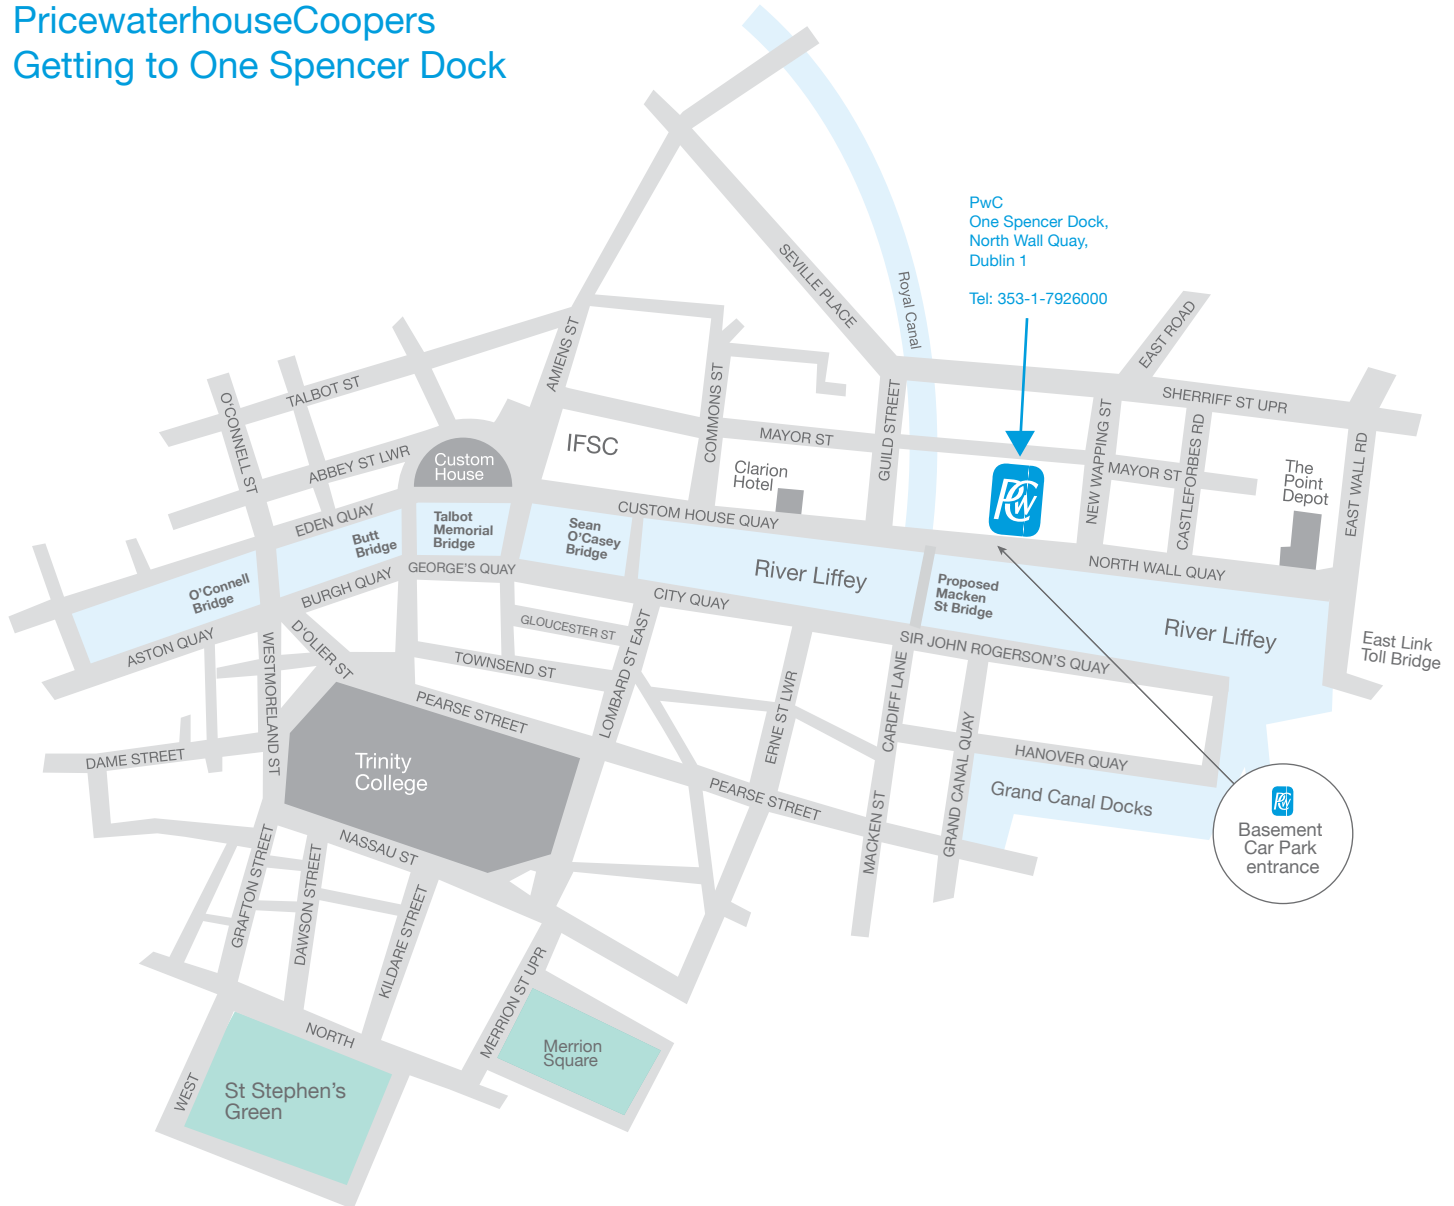 PricewaterhouseCoopers
Getting to One Spencer Dock
PwC
One Spencer Dock,
North Wall Quay,
Dublin 1
Tel: 353-1-7926000
SEVILLE PLACE
Royal Canal
EAST ROAD
SHERRIFF ST UPR
AMIENS ST
TALBOT ST
O'CONNELL ST
ABBEY ST LWR
EDEN QUAY
Custom
House
IFSC
COMMONS ST
MAYOR ST
GUILD STREET
Clarion
Hotel
PwC
NEW WAPPING ST
MAYOR ST
CASTLEFORBES RD
The
Point
Depot
EAST WALL RD
CUSTOM HOUSE QUAY
NORTH WALL QUAY
O'Connell
Bridge
Butt
Bridge
Talbot
Memorial
Bridge
Sean
O'Casey
Bridge
River Liffey
Proposed
Macken
St Bridge
River Liffey
East Link
Toll Bridge
ASTON QUAY
BURGH QUAY
GEORGE'S QUAY
CITY QUAY
SIR JOHN ROGERSON'S QUAY
GLOUCESTER ST
TOWNSEND ST
LOMBARD ST EAST
D'OLIER ST
WESTMORELAND ST
PEARSE STREET
DAME STREET
Trinity
College
ERNE ST LWR
CARDIFF LANE
GRAND CANAL QUAY
HANOVER QUAY
Grand Canal Docks
PEARSE STREET
MACKEN ST
PwC
Basement
Car Park
entrance
NASSAU ST
GRAFTON STREET
DAWSON STREET
KILDARE STREET
MERRION ST UPR
NORTH
WEST
St Stephen's
Green
Merrion
Square